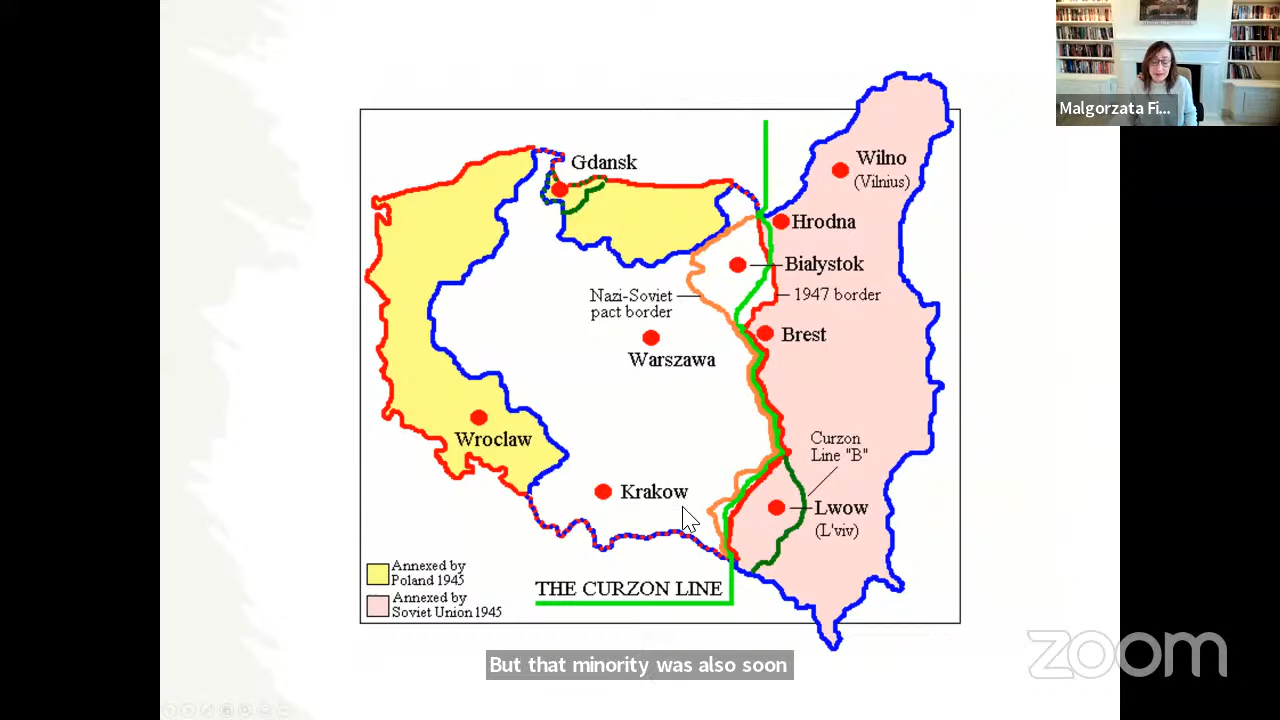 Malgorzata Fi...
Gdansk
Wilno
(Vilnius)
Hrodna
Białystok
1947 border
Nazi-Soviet
pact border
Brest
Warszawa
Wroclaw
Curzon
Line "B"
Krakow
Lwow
(L'viv)
Annexed by
Poland 1945
THE CURZON LINE
Annexed by
Soviet Union 1945
But that minority was also soon
zoom